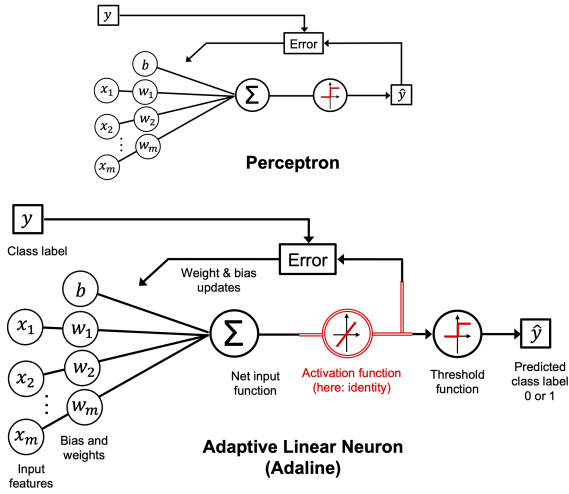 y
Error
b
x₁ w₁
x₂ w₂
xₘ wₘ
Σ
ŷ
Perceptron
y
Class label
Error
Weight & bias
updates
b
x₁ w₁
x₂ w₂
xₘ wₘ
Σ
Net input
function
Activation function
(here: identity)
Threshold
function
ŷ
Predicted
class label
0 or 1
Bias and
weights
Input
features
Adaptive Linear Neuron
(Adaline)